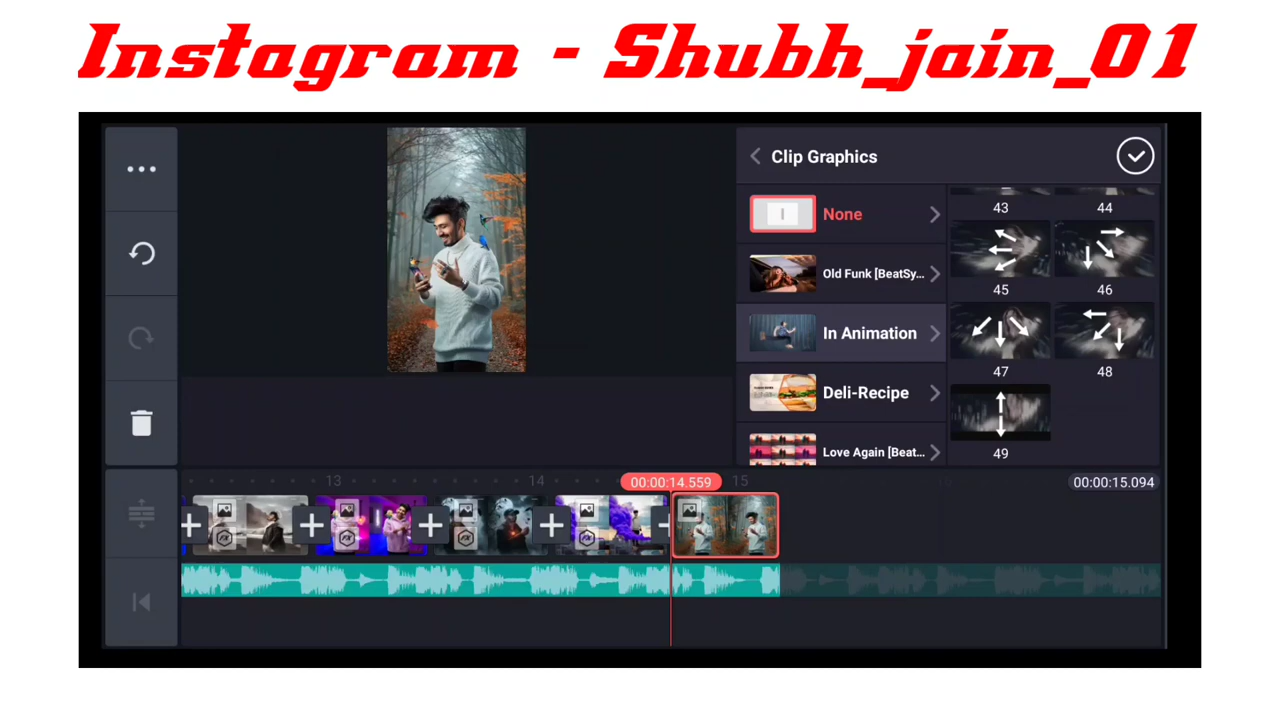 Instagram - Shubh_jain_01
Clip Graphics
None
43
44
Old Funk [BeatSy...
45
46
In Animation
47
48
Deli-Recipe
49
Love Again [Beat...
13
14
00:00:14.559
15
00:00:15.094